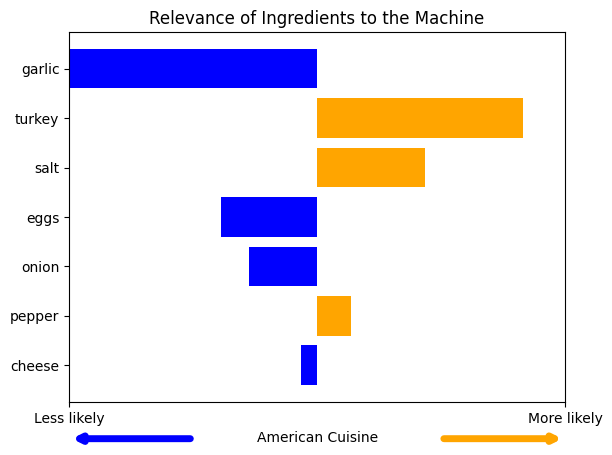 Relevance of Ingredients to the Machine
garlic
turkey
salt
eggs
onion
pepper
cheese
Less likely
More likely
American Cuisine